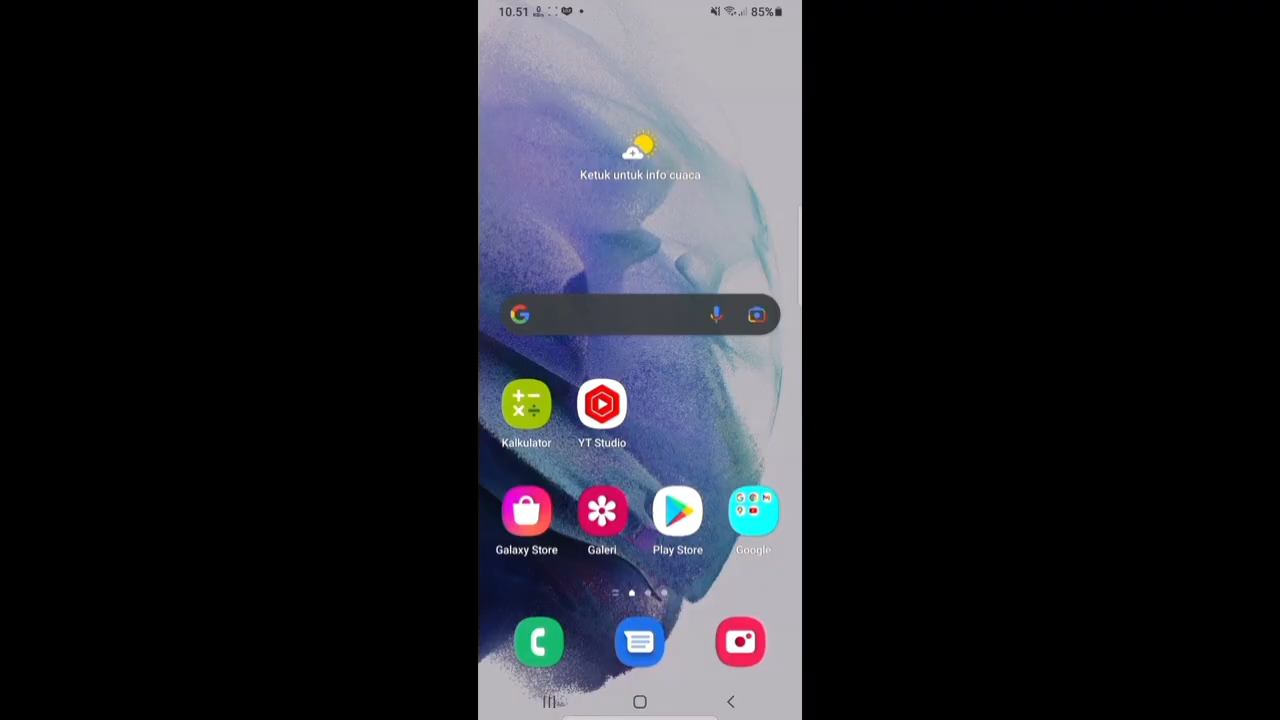 10.51
85%
Ketuk untuk info cuaca
Kalkulator
YT Studio
Galaxy Store
Galeri
Play Store
Google